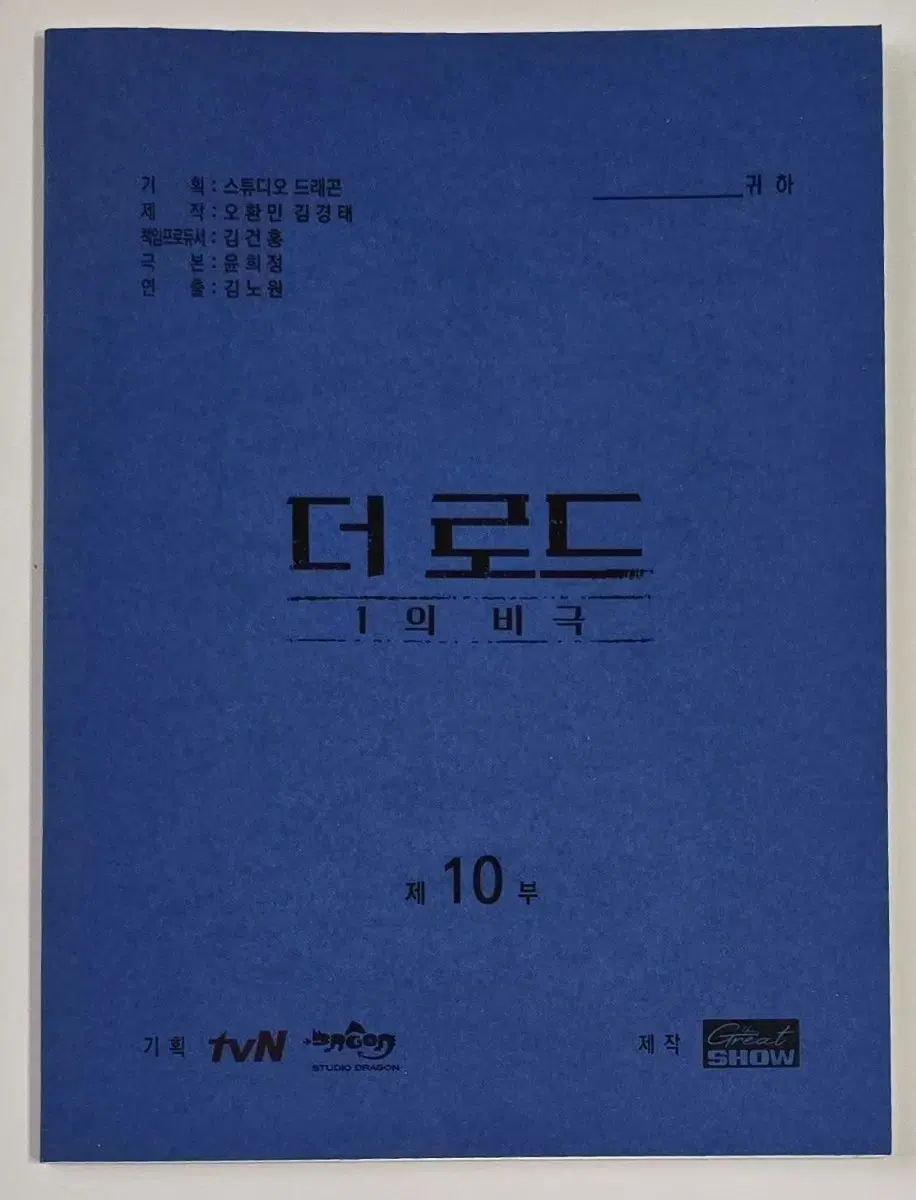 기 획 : 스튜디오 드래곤
제 작 : 오환민 김경태
책임프로듀서 : 김건홍
극 본 : 윤희정
연 출 : 김노원
귀하
더 로드
1의 비극
제 10 부
기획 tvN DRAGON
STUDIO DRAGON
제작 the Great
SHOW